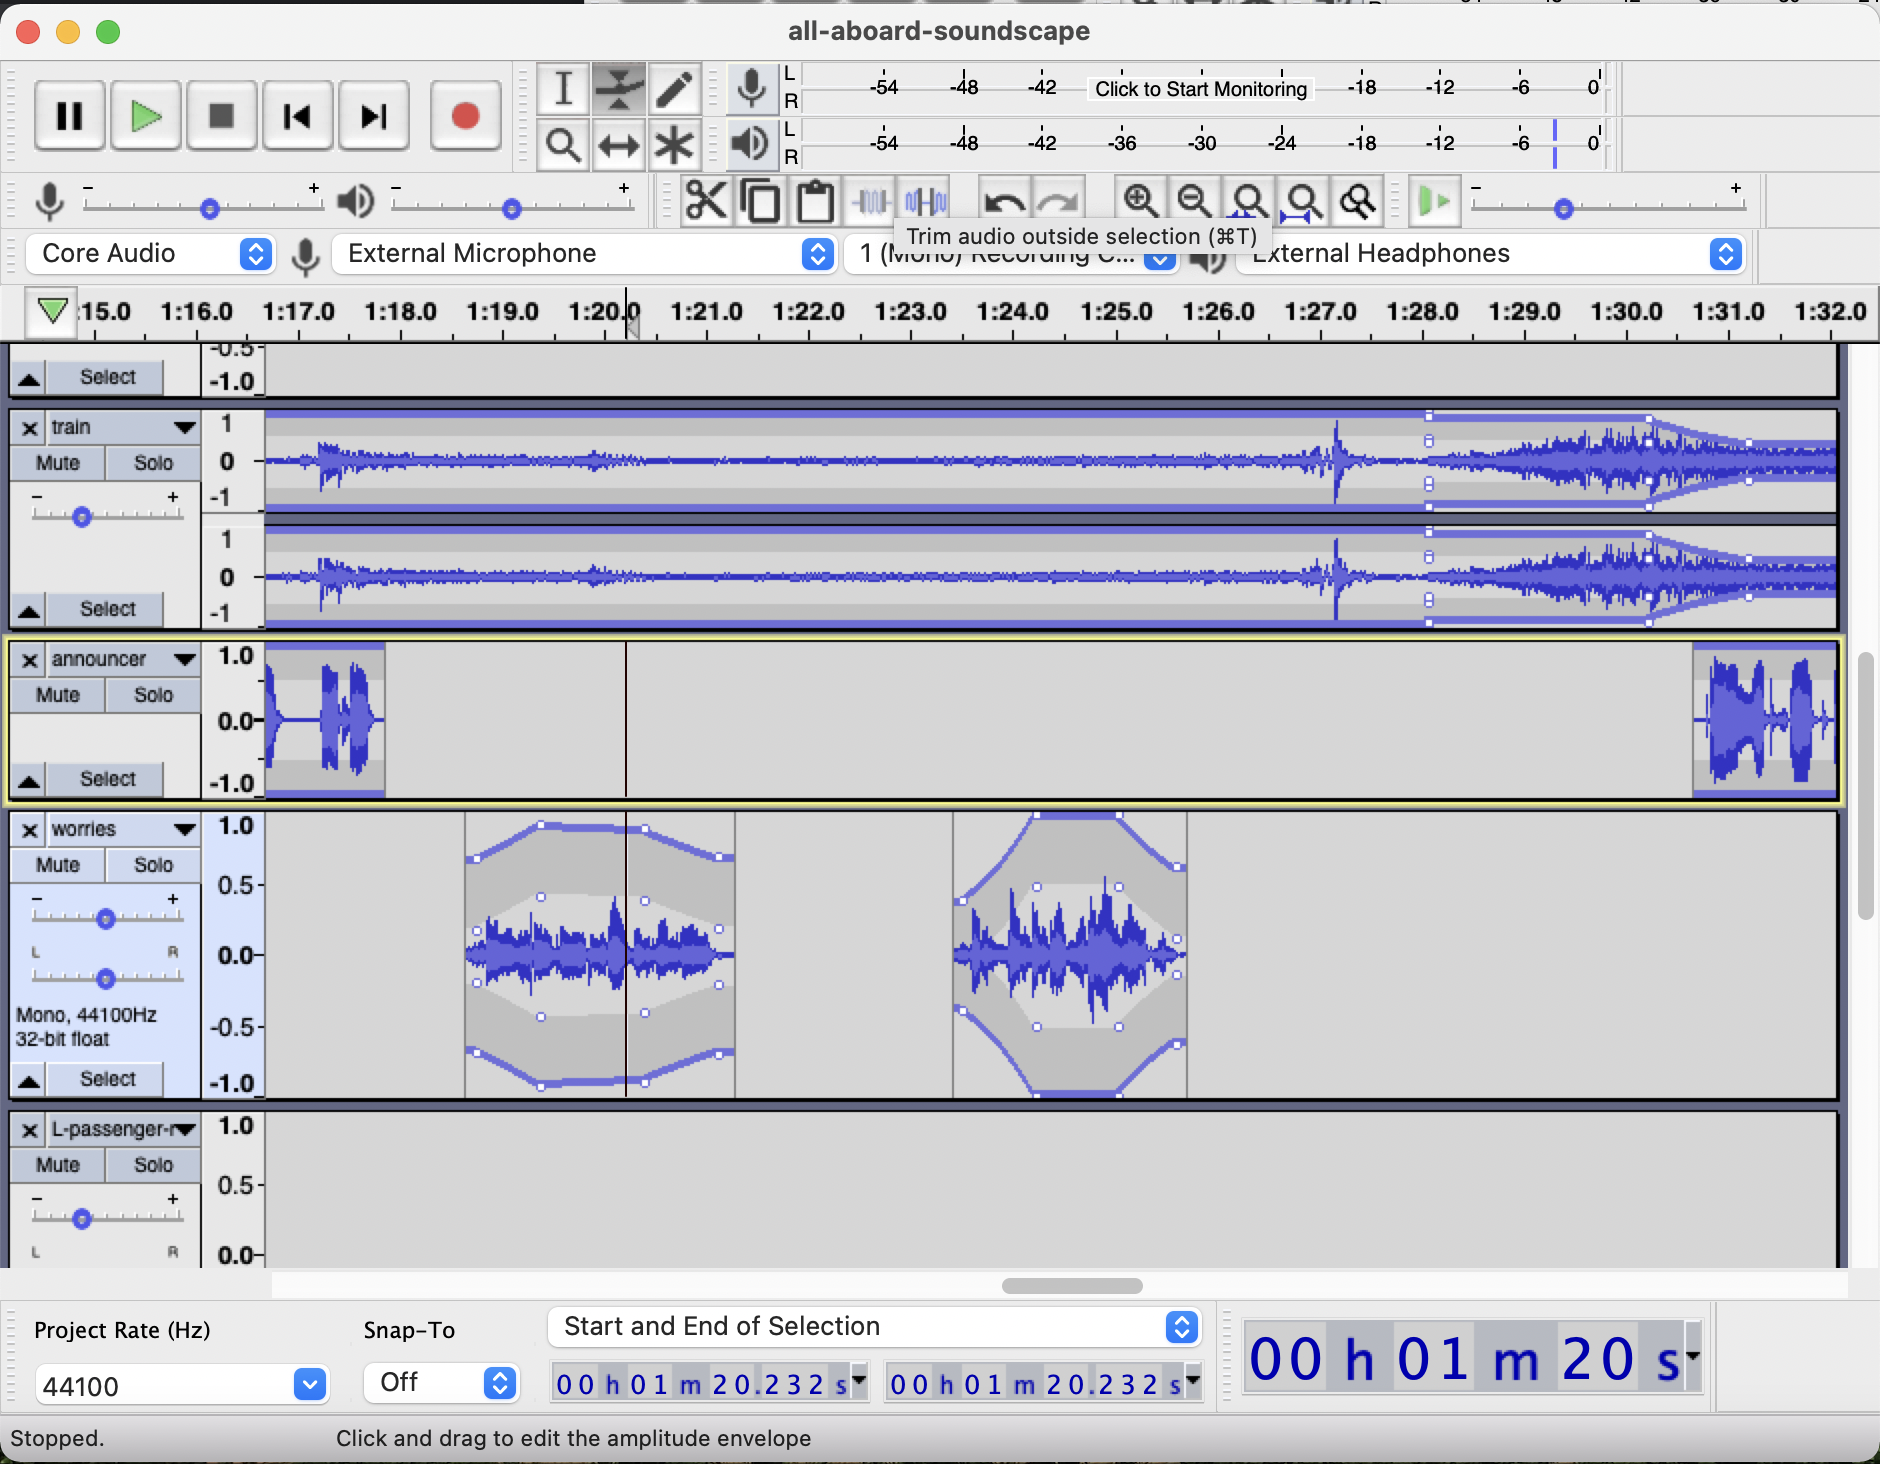 all-aboard-soundscape
L
R
-54 -48 -42 Click to Start Monitoring -18 -12 -6 0
L
R
-54 -48 -42 -36 -30 -24 -18 -12 -6 0
- + - + - +
Trim audio outside selection (⌘T)
Core Audio External Microphone 1 (Mono) Recording C... External Headphones
:15.0 1:16.0 1:17.0 1:18.0 1:19.0 1:20.0 1:21.0 1:22.0 1:23.0 1:24.0 1:25.0 1:26.0 1:27.0 1:28.0 1:29.0 1:30.0 1:31.0 1:32.0
-0.5
Select -1.0
train 1
Mute Solo 0
- + -1
1
0
Select -1
announcer 1.0
Mute Solo
0.0
Select -1.0
worries 1.0
Mute Solo
- + 0.5
L R 0.0
Mono, 44100Hz -0.5
32-bit float
Select -1.0
L-passenger-r 1.0
Mute Solo
- + 0.5
L R 0.0
Project Rate (Hz) Snap-To Start and End of Selection
44100 Off 00 h 01 m 20.232 s 00 h 01 m 20.232 s 00 h 01 m 20 s
Stopped. Click and drag to edit the amplitude envelope